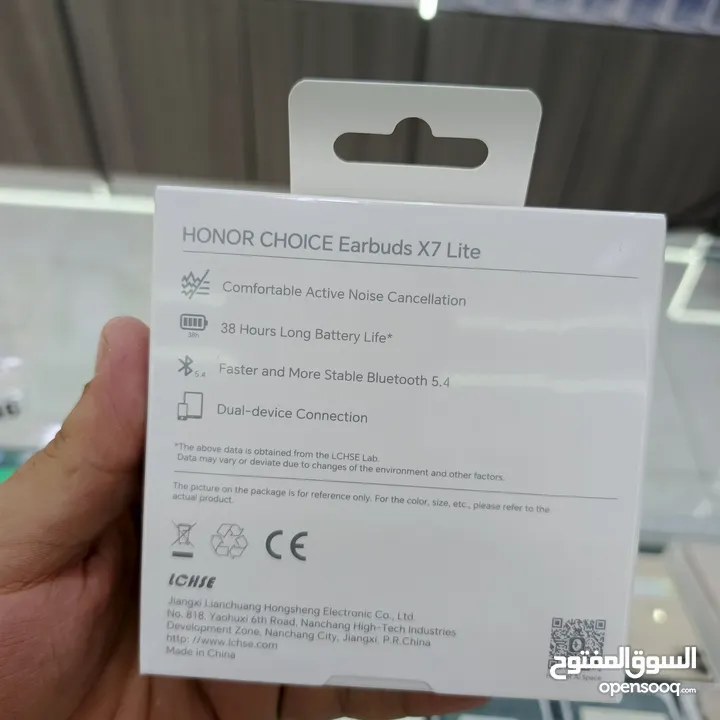 HONOR CHOICE Earbuds X7 Lite
Comfortable Active Noise Cancellation
38h
38 Hours Long Battery Life*
5.4
Faster and More Stable Bluetooth 5.4
Dual-device Connection
*The above data is obtained from the LCHSE Lab.
Data may vary or deviate due to changes of the environment and other factors.
The picture on the package is for reference only. For the color, size, etc., please refer to the
actual product.
CE
LCHSE
Jiangxi Lianchuang Hongsheng Electronic Co., Ltd.
No. 818, Yaohuxi 6th Road, Nanchang High-Tech Industries
Development Zone, Nanchang City, Jiangxi, P.R.China
http://www.lchse.com
Made in China
السوق المفتوح
opensooq.com